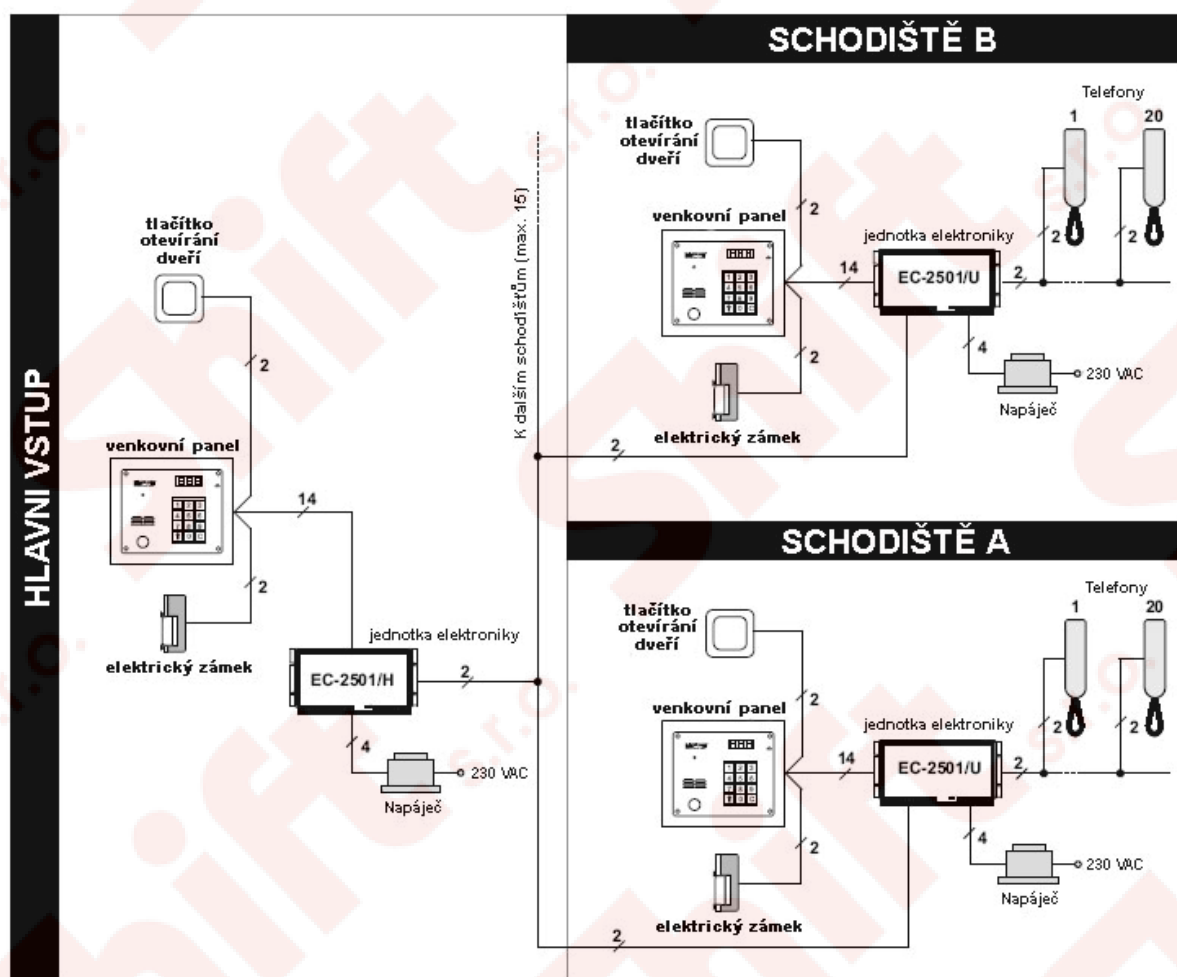 HLAVNI VSTUP
tlačítko
otevírání
dveří
2
venkovní panel
14
2
elektrický zámek
jednotka elektroniky
EC-2501/H
2
4
230 VAC
Napáječ
K dalším schodištům (max. 15)
SCHODIŠTĚ B
Telefony
1
20
tlačítko
otevírání
dveří
2
venkovní panel
jednotka elektroniky
2
2
14
EC-2501/U
2
2
4
230 VAC
Napáječ
elektrický zámek
2
SCHODIŠTĚ A
Telefony
1
20
tlačítko
otevírání
dveří
2
venkovní panel
jednotka elektroniky
2
2
14
EC-2501/U
2
2
4
230 VAC
Napáječ
elektrický zámek
2
Shift s.r.o.